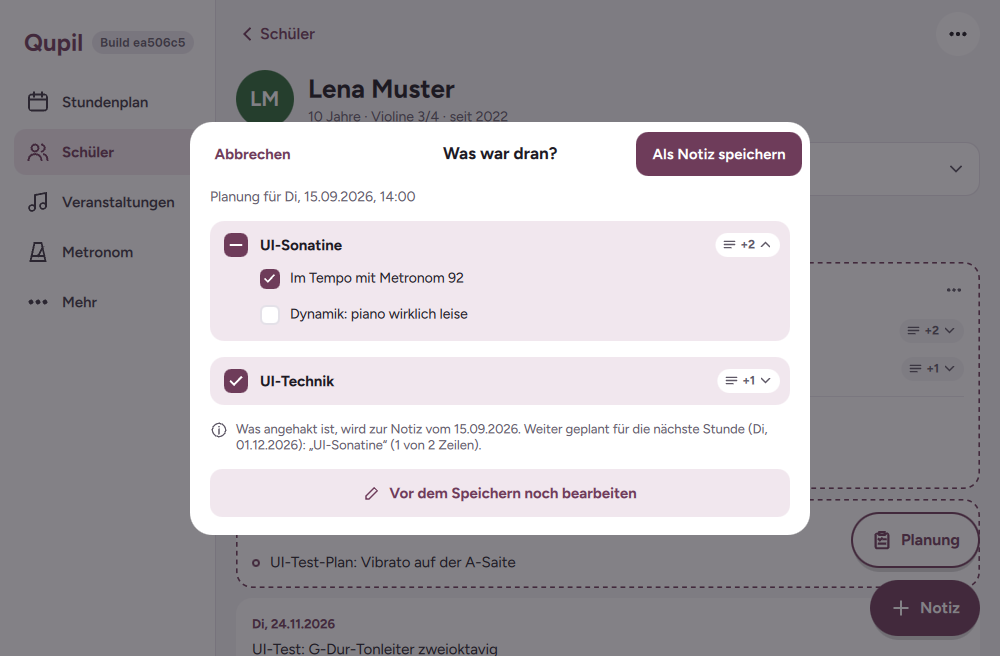 Qupil
Build ea506c5
Stundenplan
Schüler
Veranstaltungen
Metronom
Mehr
Schüler
LM
Lena Muster
10 Jahre · Violine 3/4 · seit 2022
Abbrechen
Was war dran?
Als Notiz speichern
Planung für Di, 15.09.2026, 14:00
UI-Sonatine
+2
Im Tempo mit Metronom 92
Dynamik: piano wirklich leise
UI-Technik
+1
Was angehakt ist, wird zur Notiz vom 15.09.2026. Weiter geplant für die nächste Stunde (Di,
01.12.2026): „UI-Sonatine“ (1 von 2 Zeilen).
Vor dem Speichern noch bearbeiten
+2
+1
UI-Test-Plan: Vibrato auf der A-Saite
Planung
Notiz
Di, 24.11.2026
UI-Test: G-Dur-Tonleiter zweioktavig